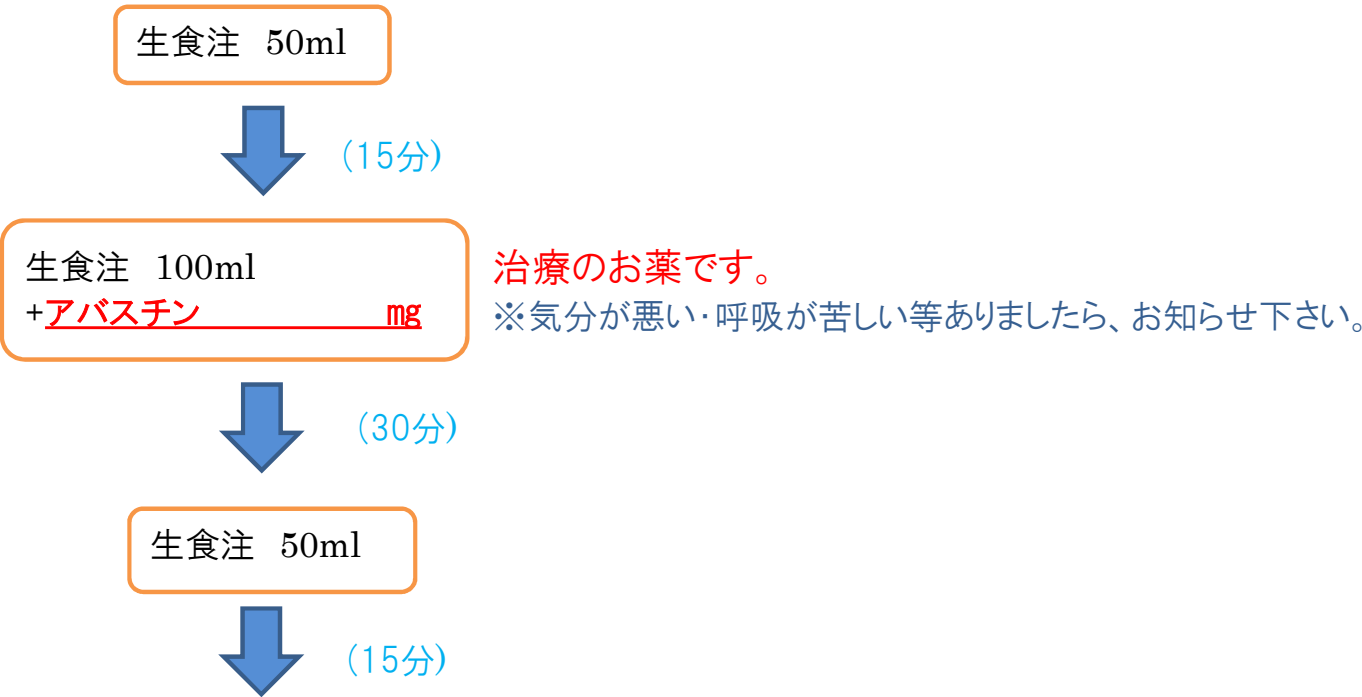 生食注 50ml
(15分)
生食注 100ml
+アバスチン mg
治療のお薬です。
※気分が悪い・呼吸が苦しい等ありましたら、お知らせ下さい。
(30分)
生食注 50ml
(15分)